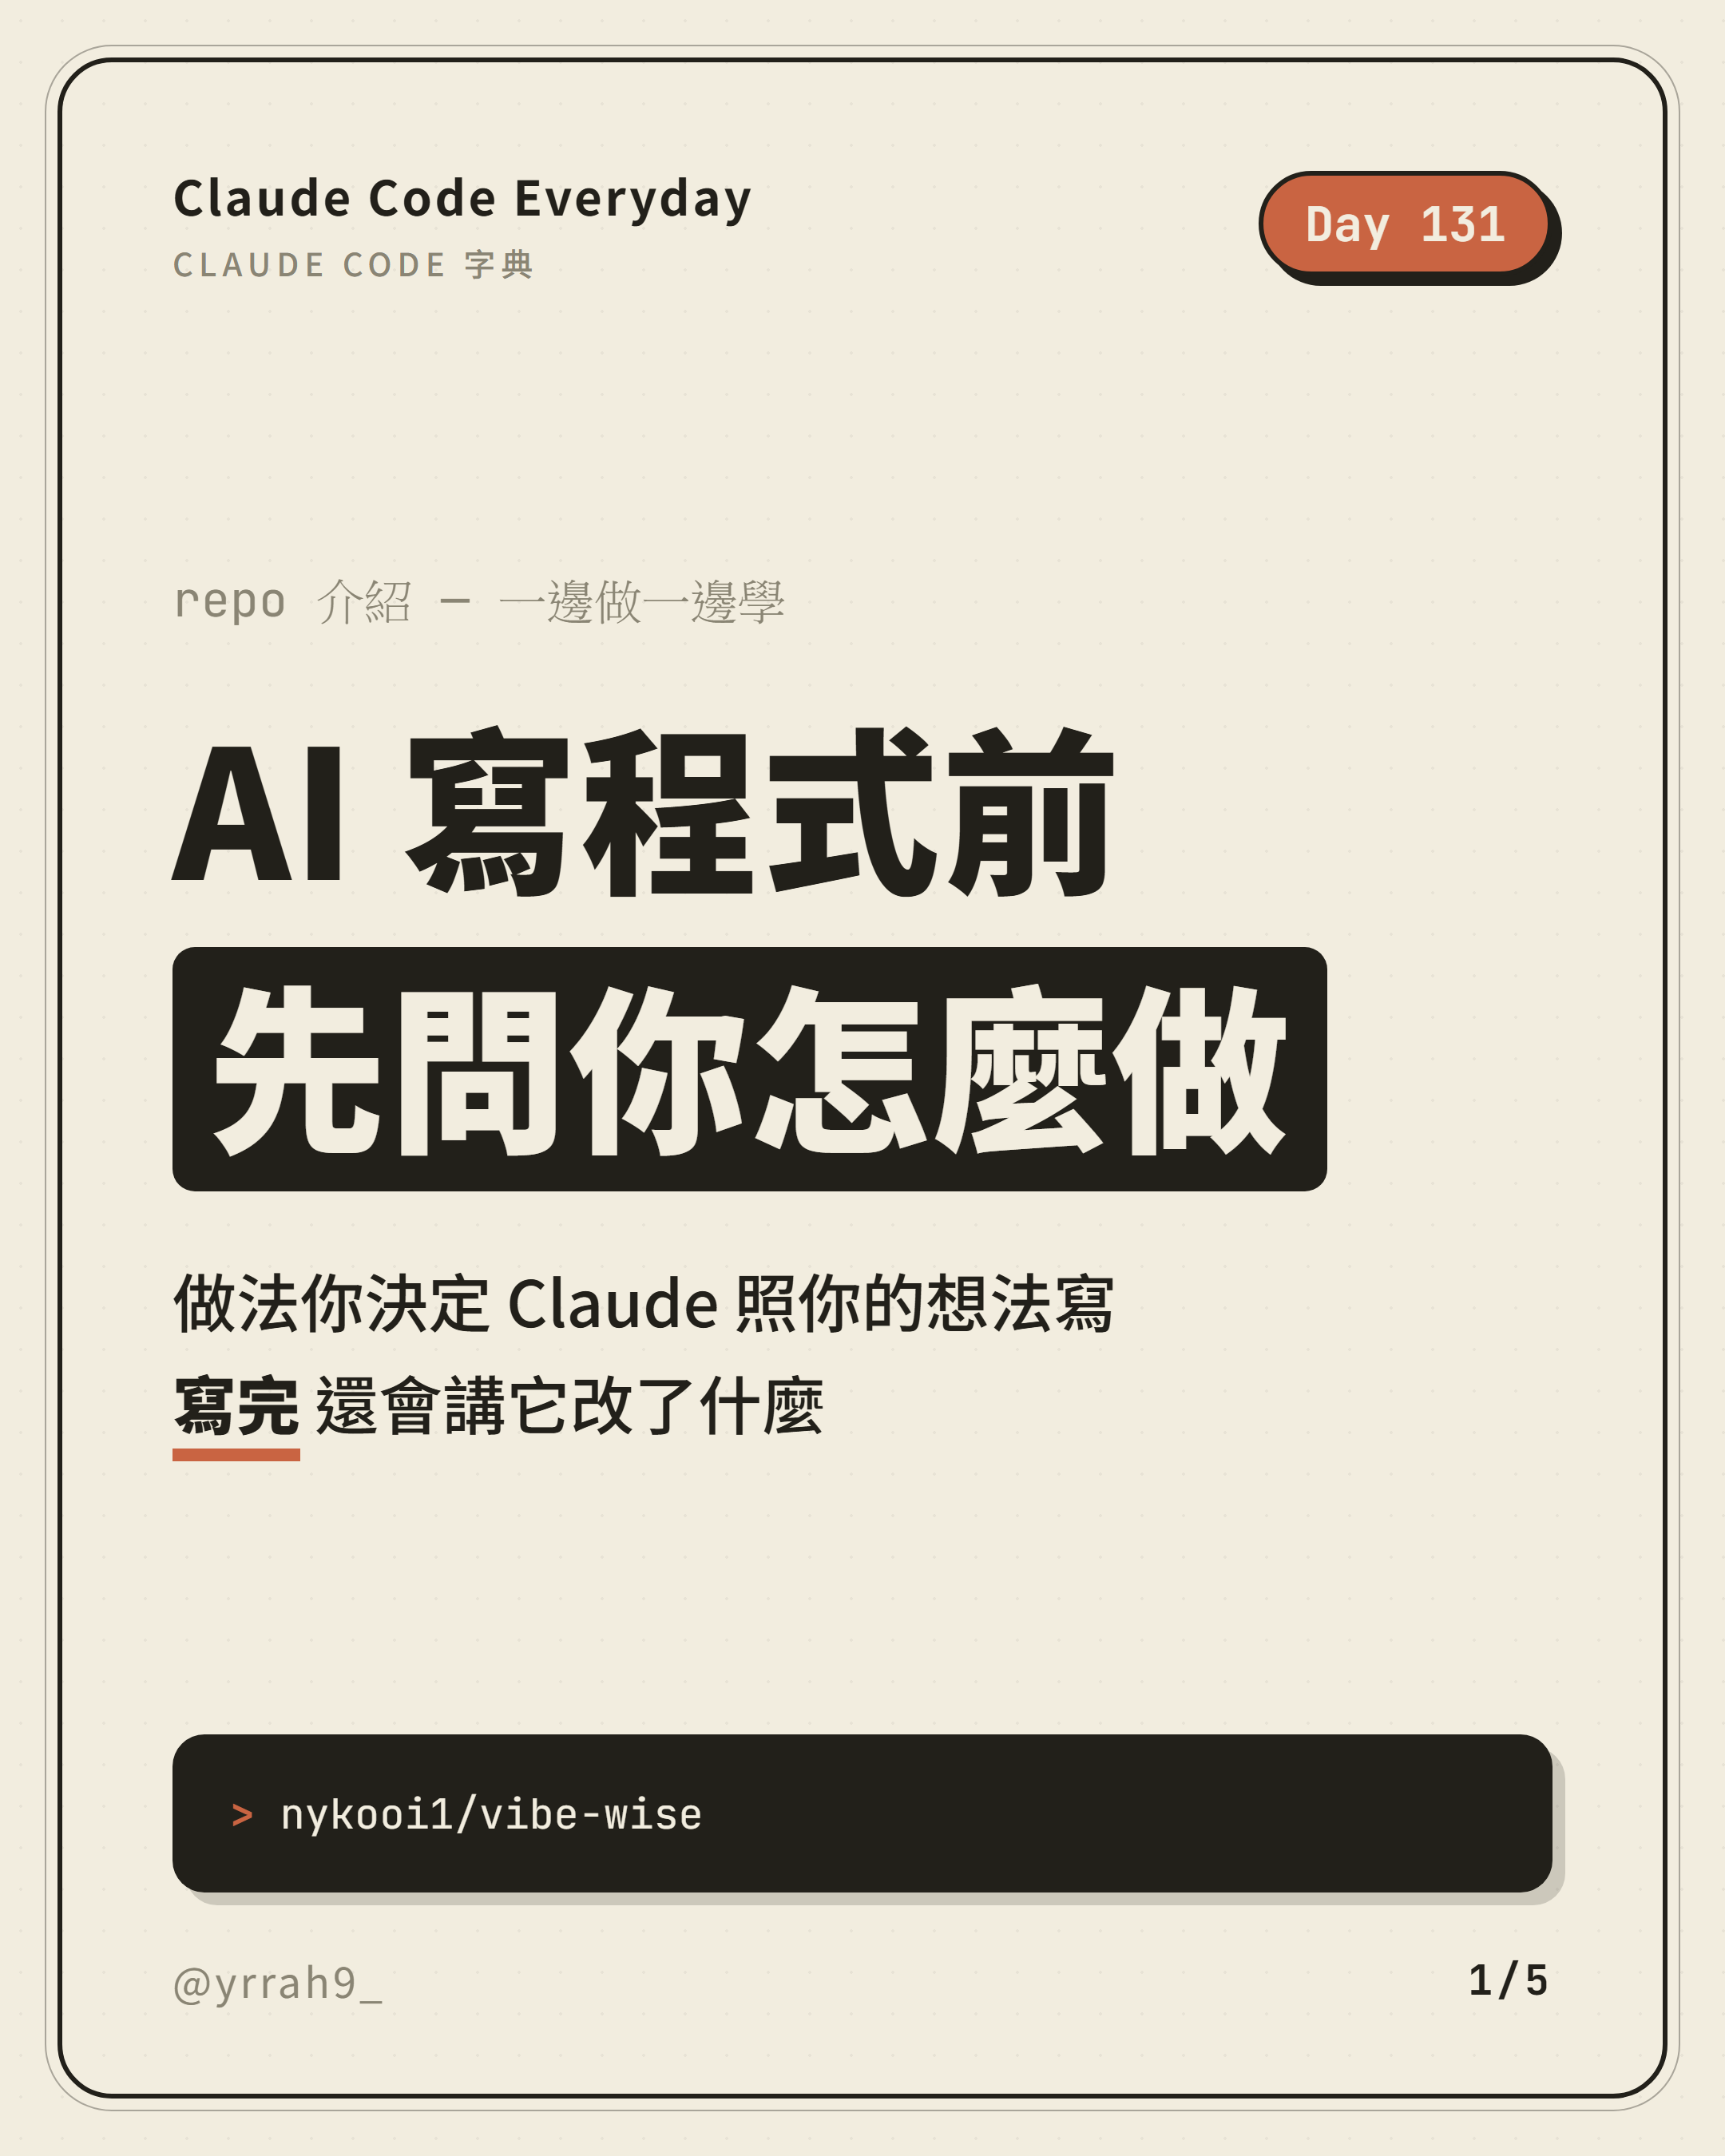 Claude Code Everyday
CLAUDE CODE 字典
Day 131
repo 介紹 — 一邊做一邊學
AI 寫程式前
先問你怎麼做
做法你決定 Claude 照你的想法寫
寫完 還會講它改了什麼
> nykooi1/vibe-wise
@yrrah9_
1/5